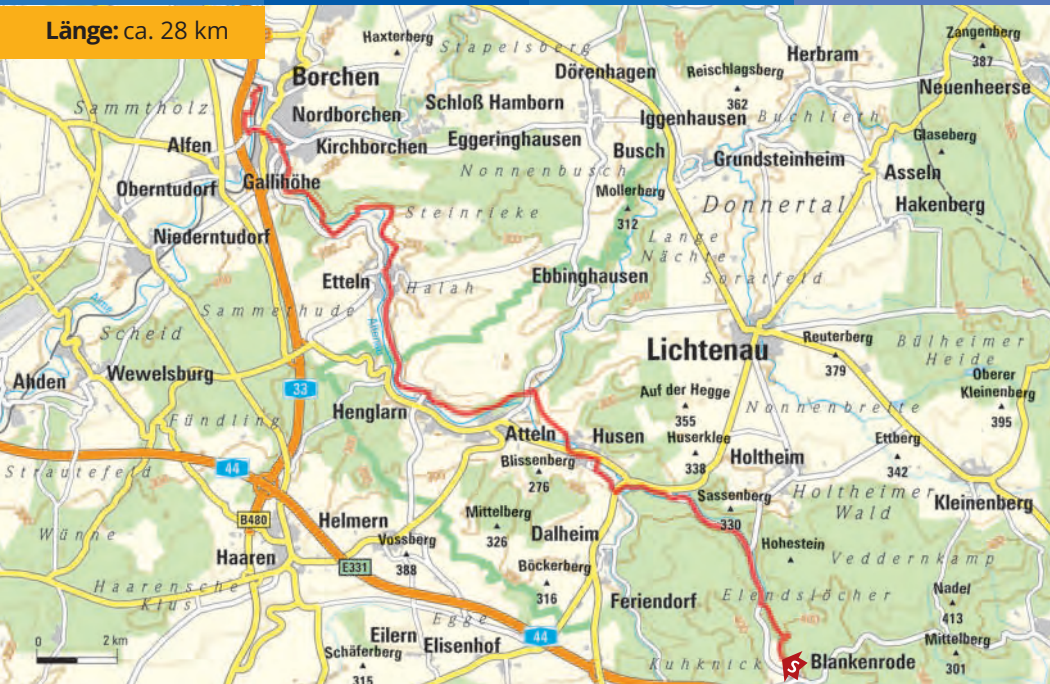 Länge: ca. 28 km
Haxterberg
Stapelsberg
Zangenberg
387
Herbram
Borchen
Dörenhagen
Reischlagsberg
362
Neuenheerse
Sammtholz
Nordborchen
Schloß Hamborn
Iggenhausen
Buchlieth
Glaseberg
Alfen
Kirchborchen
Eggeringhausen
Busch
Grundsteinheim
Asseln
Nonnenbusch
Oberntudorf
Gallihöhe
Mollerberg
312
Donnertal
Hakenberg
Steinrieke
Niederntudorf
Lange
Nächte
Etteln
Halah
Ebbinghausen
Soratfeld
Alme
Sammethude
Altenau
Scheid
Lichtenau
Reuterberg
379
Bülheimer
Heide
Ahden
Wewelsburg
33
Oberer
Kleinenberg
395
Auf der Hegge
355
Henglarn
Nonnenbreite
Fündling
Atteln
Husen
Huserklee
338
Ettberg
342
Holtheim
Blissenberg
276
44
Strautefeld
Sassenberg
330
Holtheimer
Wald
Kleinenberg
B480
Helmern
Mittelberg
326
Dalheim
Wünne
Vossberg
388
Hohestein
Veddernkamp
Haaren
E331
Böckerberg
316
Haarensche
Klus
Feriendorf
Elendslöcher
Nadel
413
Egge
44
0 2 km
Eilern
Elisenhof
Mittelberg
301
Schäferberg
315
Kuhknick
S
Blankenrode